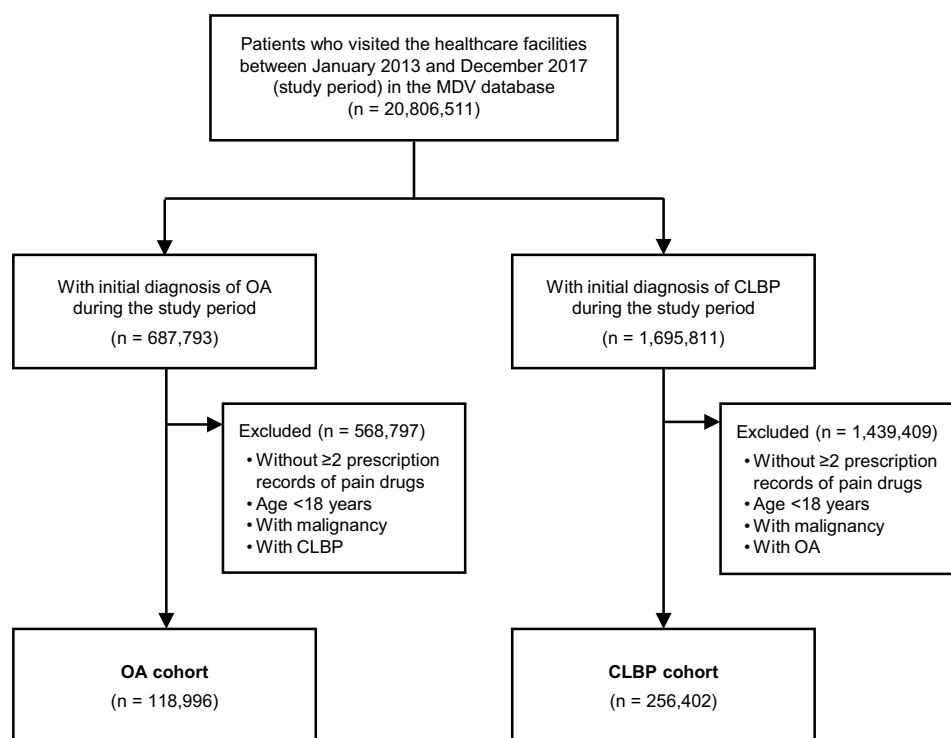 Patients who visited the healthcare facilities
between January 2013 and December 2017
(study period) in the MDV database
(n = 20,806,511)
With initial diagnosis of OA
during the study period
(n = 687,793)
With initial diagnosis of CLBP
during the study period
(n = 1,695,811)
Excluded (n = 568,797)
• Without ≥2 prescription
records of pain drugs
• Age <18 years
• With malignancy
• With CLBP
Excluded (n = 1,439,409)
• Without ≥2 prescription
records of pain drugs
• Age <18 years
• With malignancy
• With OA
OA cohort
(n = 118,996)
CLBP cohort
(n = 256,402)